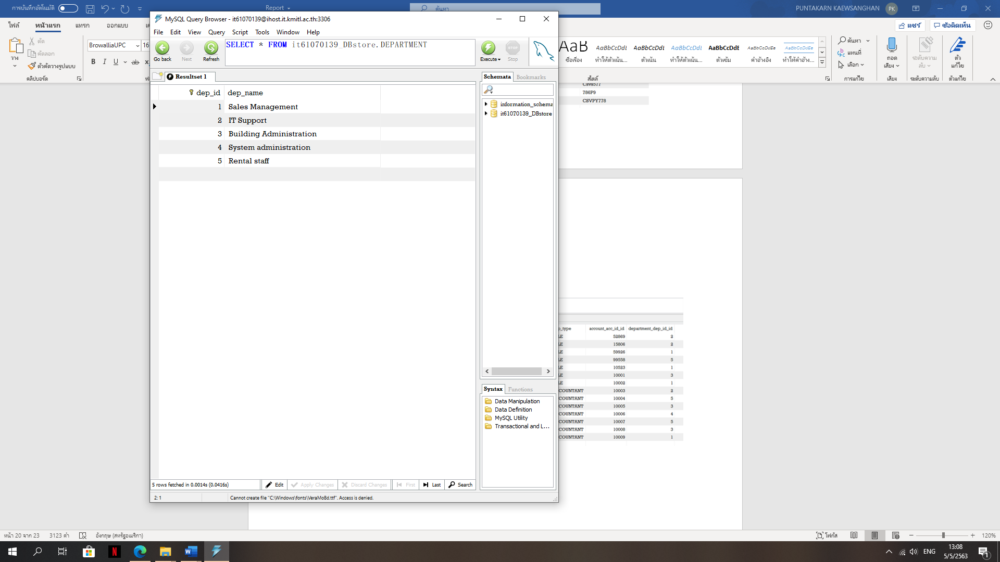 การบันทึกอัตโนมัติ
Report
ค้นหา
PUNTAKARN KAEWSANGHAN
PK
ไฟล์ หน้าแรก แทรก ออกแบบ
แชร์ ข้อคิดเห็น
วาง
ตัด
คัดลอก
ตัวคัดวางรูปแบบ
คลิปบอร์ด
BrowalliaUPC 16
B I U ab x
MySQL Query Browser - it61070139@ihost.it.kmitl.ac.th:3306
File Edit View Query Script Tools Window Help
Go back Next Refresh
SELECT * FROM it61070139_DBstore.DEPARTMENT
Execute Stop
STOP
Resultset 1
dep_id dep_name
1 Sales Management
2 IT Support
3 Building Administration
4 System administration
5 Rental staff
Schemata Bookmarks
information_schema
it61070139_DBstore
Syntax Functions
Data Manipulation
Data Definition
MySQL Utility
Transactional and L...
5 rows fetched in 0.0014s (0.0416s)
Edit Apply Changes Discard Changes First Last Search
2: 1
Cannot create file "C:\Windows\fonts\VeraMoBd.ttf". Access is denied.
AaB AaBbCcDdI AaBbCcDdI AaBbCcDdI AaBbCcDdE AaBbCcDdEe AaBbCcDdEe
ชื่อเรื่อง ทำให้ตัวเน้น... ตัวเน้น ทำให้ตัวเน้น... ตัวเข้ม คำอ้างอิง ทำให้คำอ้าง...
สไตล์
ค้นหา
แทนที่
เลือก
การแก้ไข
ถอด
เสียง
เสียง
ระดับความ
ลับ
ระดับความลับ
ตัว
แก้ไข
ตัวแก้ไข
786P9
CSVPY778
p_type account_acc_id_id department_dep_id_id
LE 52869 2
LE 15806 2
LE 59926 1
LE 99558 5
LE 10523 1
LE 10001 3
LE 10002 1
COUNTANT 10003 2
COUNTANT 10004 5
COUNTANT 10005 3
COUNTANT 10006 4
COUNTANT 10007 5
COUNTANT 10008 3
COUNTANT 10009 1
หน้า 20 จาก 23 3123 คำ อังกฤษ (สหรัฐอเมริกา)
โฟกัส
120%
ENG
13:08
5/5/2563
1